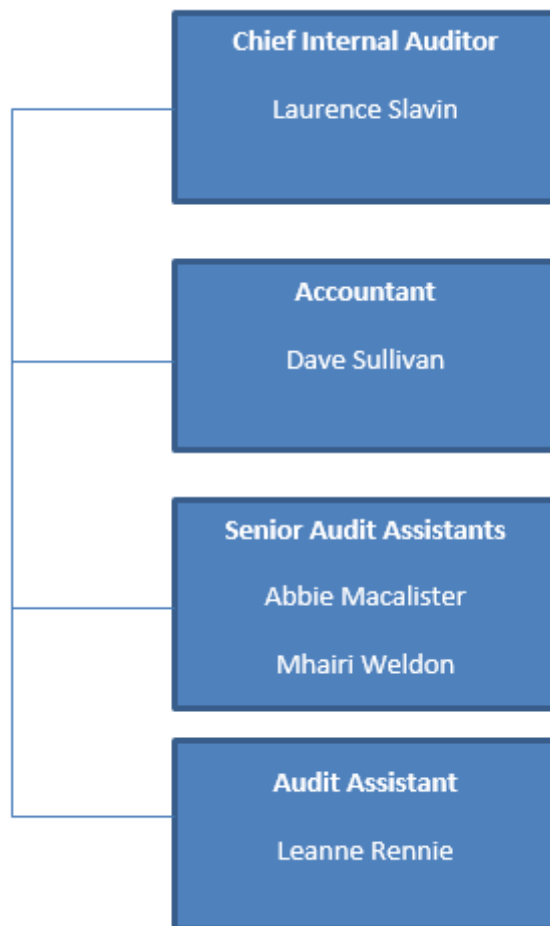 Chief Internal Auditor
Laurence Slavin
Accountant
Dave Sullivan
Senior Audit Assistants
Abbie Macalister
Mhairi Weldon
Audit Assistant
Leanne Rennie